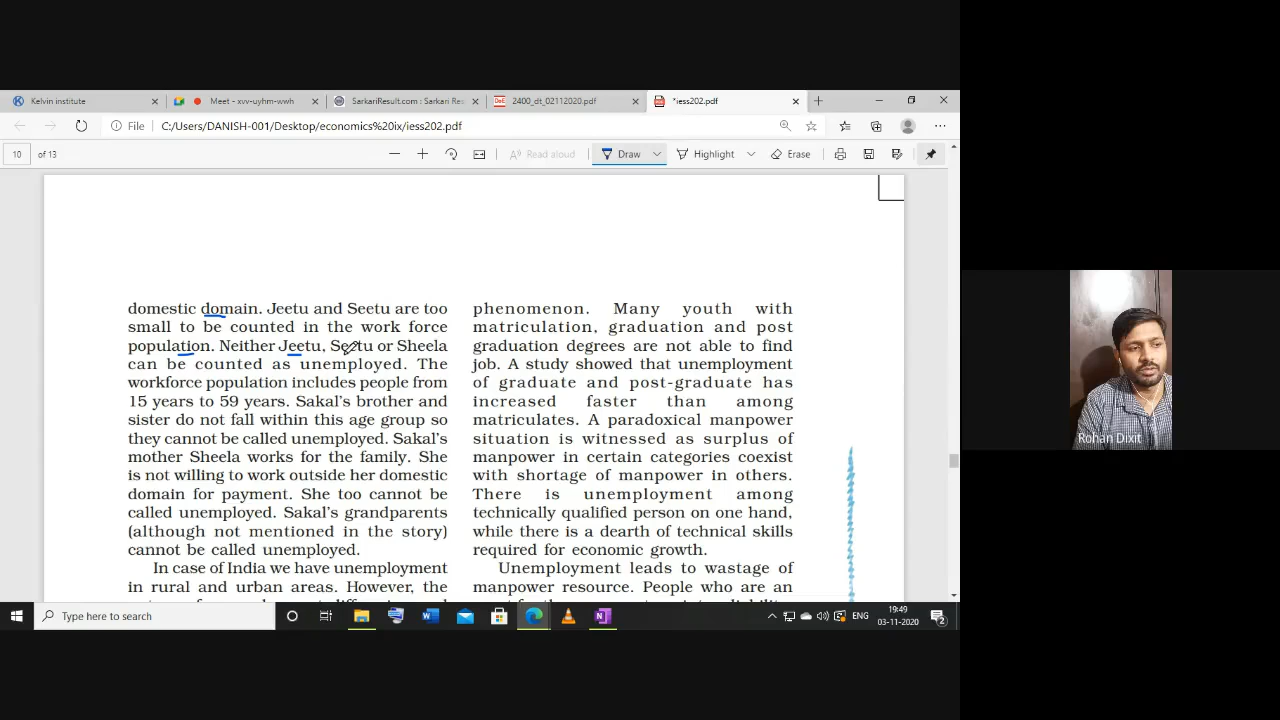 Kelvin institute
Meet - xvv-uyhm-wwh
SarkariResult.com : Sarkari Res
2400_dt_02112020.pdf
*iess202.pdf
File
C:/Users/DANISH-001/Desktop/economics%20ix/iess202.pdf
10
of 13
Read aloud
Draw
Highlight
Erase
domestic domain. Jeetu and Seetu are too
small to be counted in the work force
population. Neither Jeetu, Seetu or Sheela
can be counted as unemployed. The
workforce population includes people from
15 years to 59 years. Sakal's brother and
sister do not fall within this age group so
they cannot be called unemployed. Sakal's
mother Sheela works for the family. She
is not willing to work outside her domestic
domain for payment. She too cannot be
called unemployed. Sakal's grandparents
(although not mentioned in the story)
cannot be called unemployed.
In case of India we have unemployment
in rural and urban areas. However, the
phenomenon. Many youth with
matriculation, graduation and post
graduation degrees are not able to find
job. A study showed that unemployment
of graduate and post-graduate has
increased faster than among
matriculates. A paradoxical manpower
situation is witnessed as surplus of
manpower in certain categories coexist
with shortage of manpower in others.
There is unemployment among
technically qualified person on one hand,
while there is a dearth of technical skills
required for economic growth.
Unemployment leads to wastage of
manpower resource. People who are an
Rohan Dixit
Type here to search
ENG
19:49
03-11-2020
2